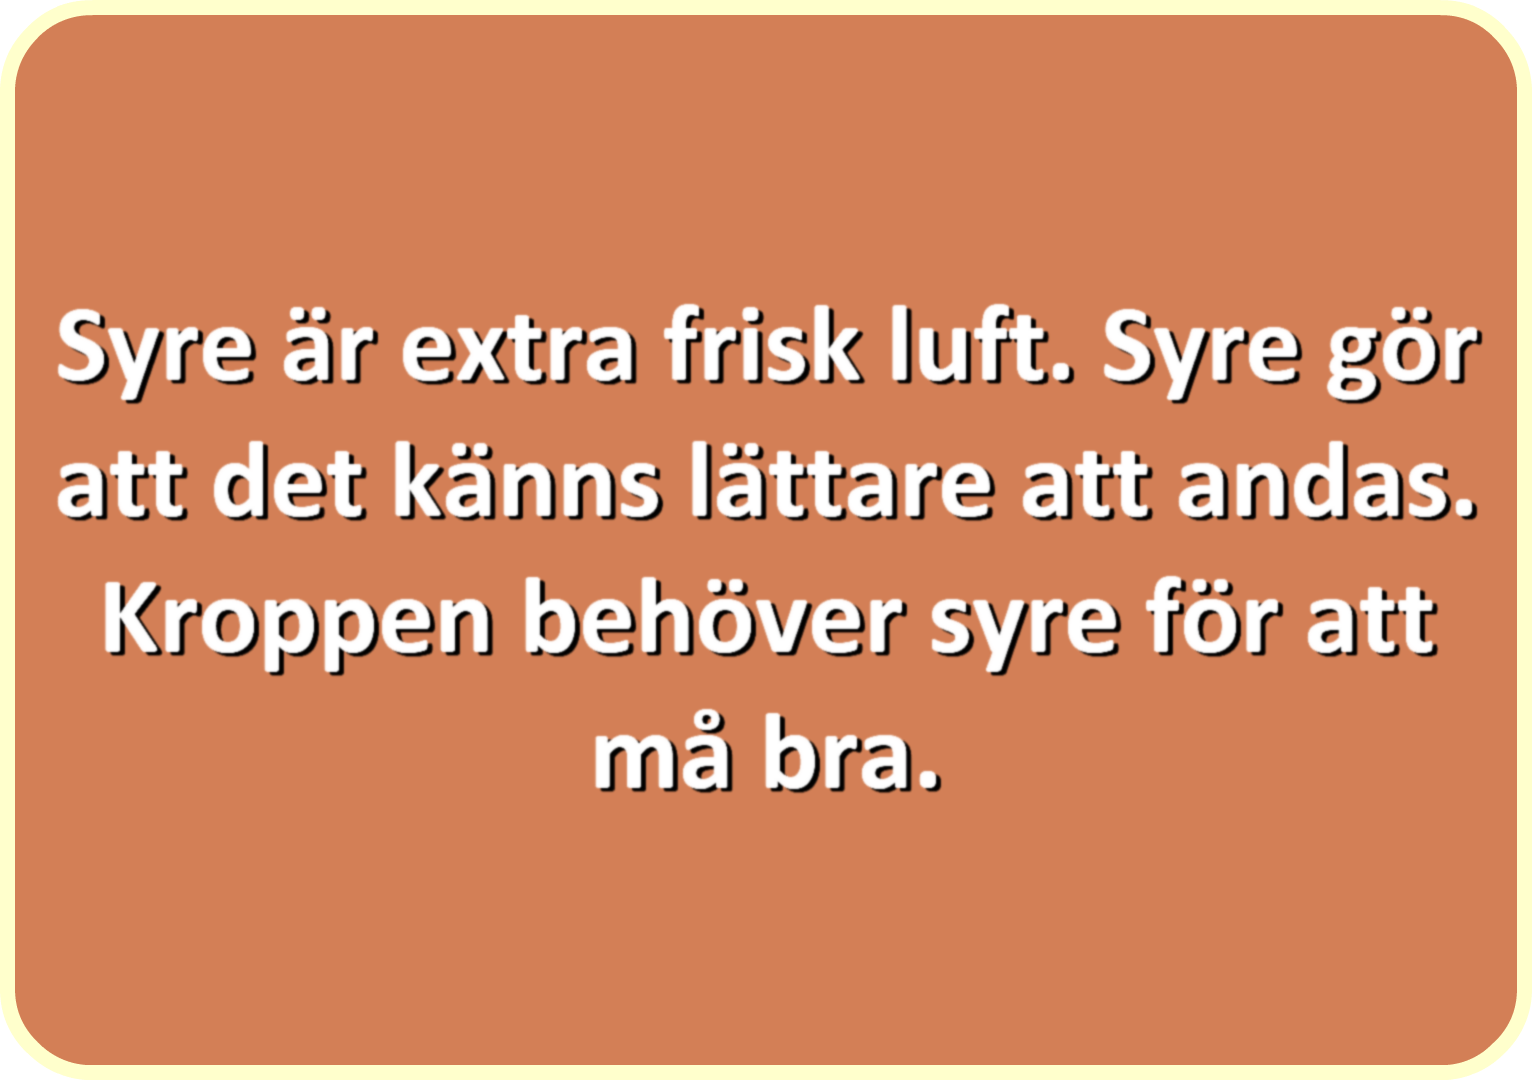 Syre är extra frisk luft. Syre gör
att det känns lättare att andas.
Kroppen behöver syre för att
må bra.